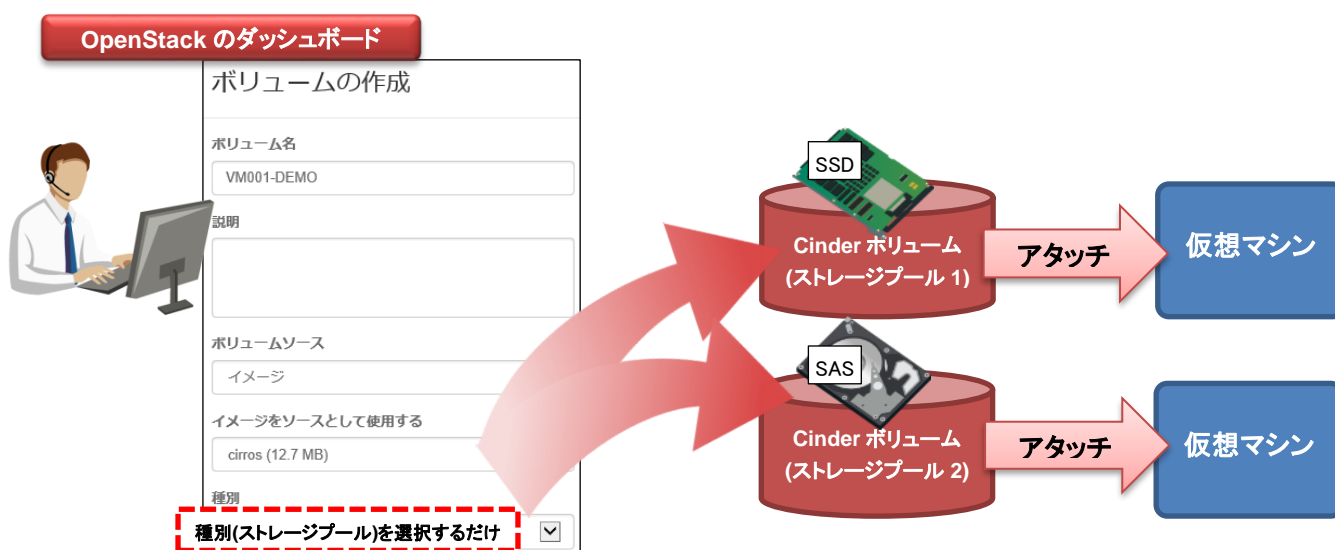 OpenStack のダッシュボード
ボリュームの作成
ボリューム名
VM001-DEMO
説明
ボリュームソース
イメージ
イメージをソースとして使用する
cirros (12.7 MB)
種別
種別(ストレージプール)を選択するだけ
SSD
Cinder ボリューム
(ストレージプール 1)
アタッチ
仮想マシン
SAS
Cinder ボリューム
(ストレージプール 2)
アタッチ
仮想マシン